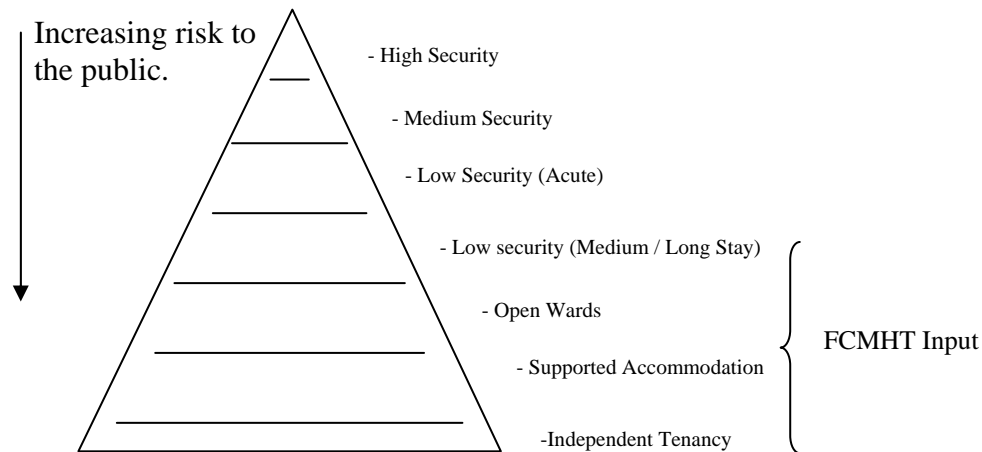 Increasing risk to
the public.
- High Security
- Medium Security
- Low Security (Acute)
- Low security (Medium / Long Stay)
- Open Wards
FCMHT Input
- Supported Accommodation
-Independent Tenancy